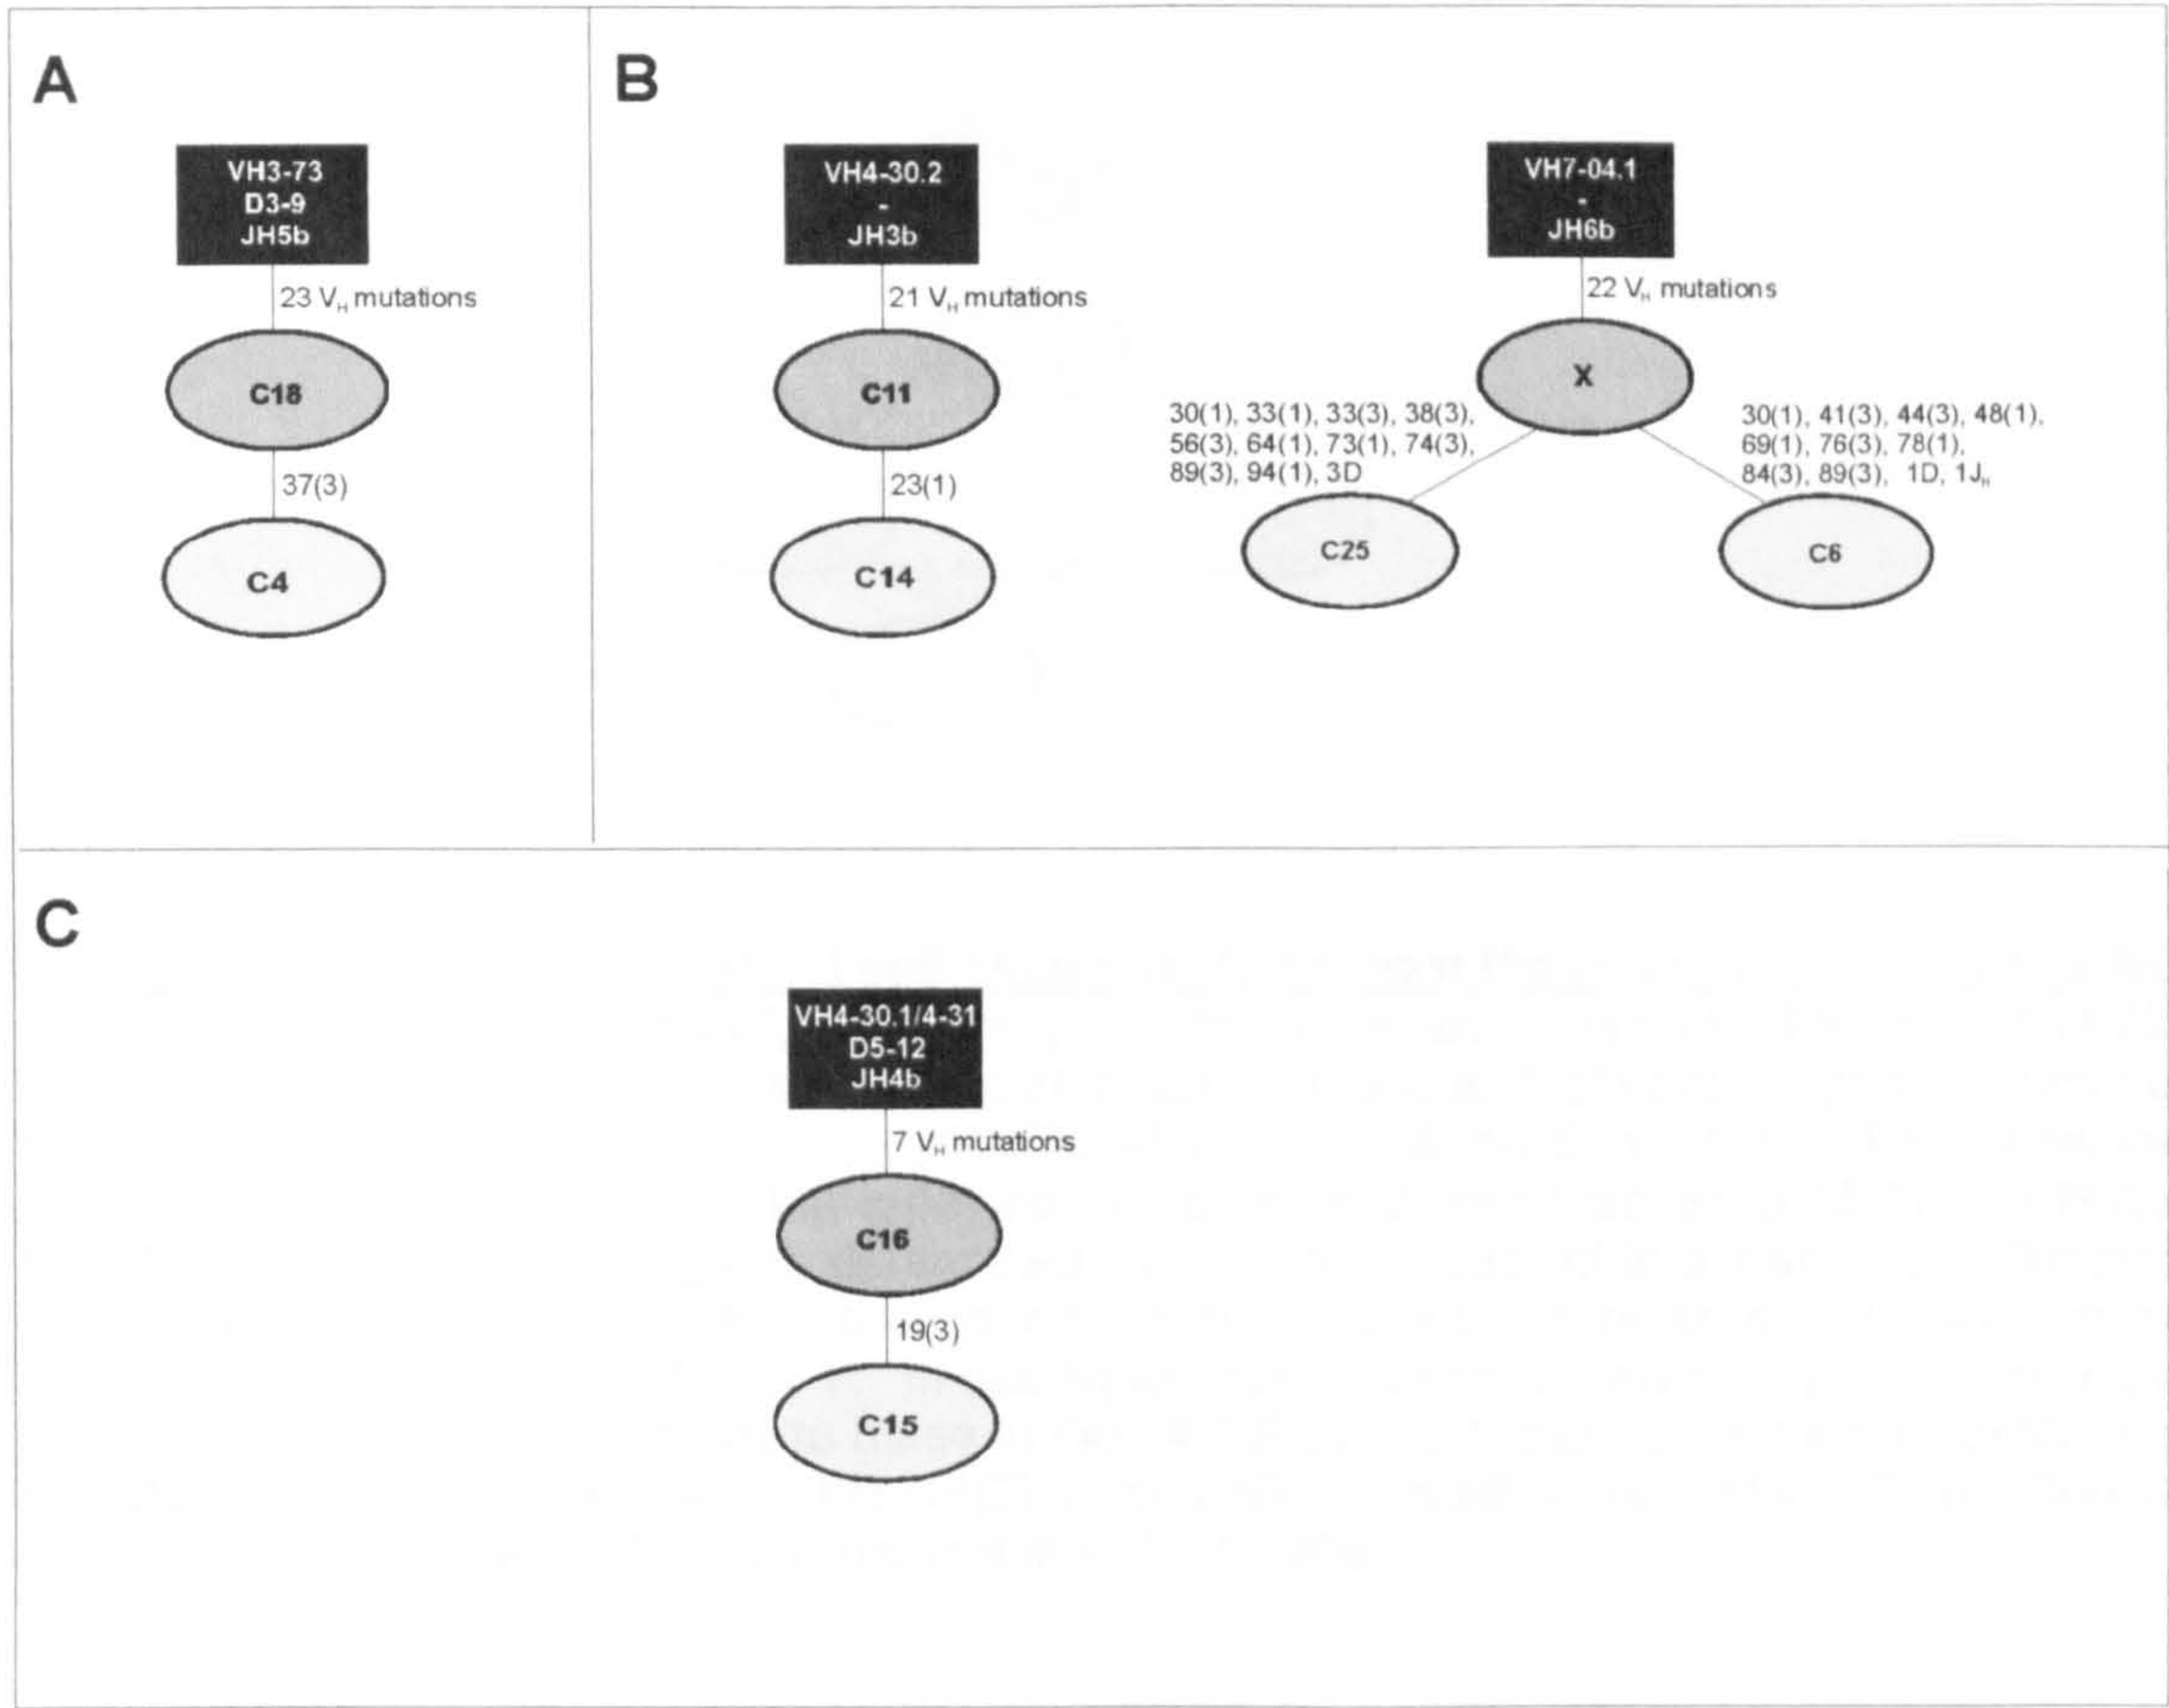 A
VH3-73
D3-9
JH5b
23 VH mutations
C18
37(3)
C4
B
VH4-30.2
-
JH3b
21 VH mutations
C11
23(1)
C14
VH7-04.1
-
JH6b
22 VH mutations
X
30(1), 33(1), 33(3), 38(3),
56(3), 64(1), 73(1), 74(3),
89(3), 94(1), 3D
30(1), 41(3), 44(3), 48(1),
69(1), 76(3), 78(1),
84(3), 89(3), 1D, 1JH
C25
C6
C
VH4-30.1/4-31
D5-12
JH4b
7 VH mutations
C16
19(3)
C15